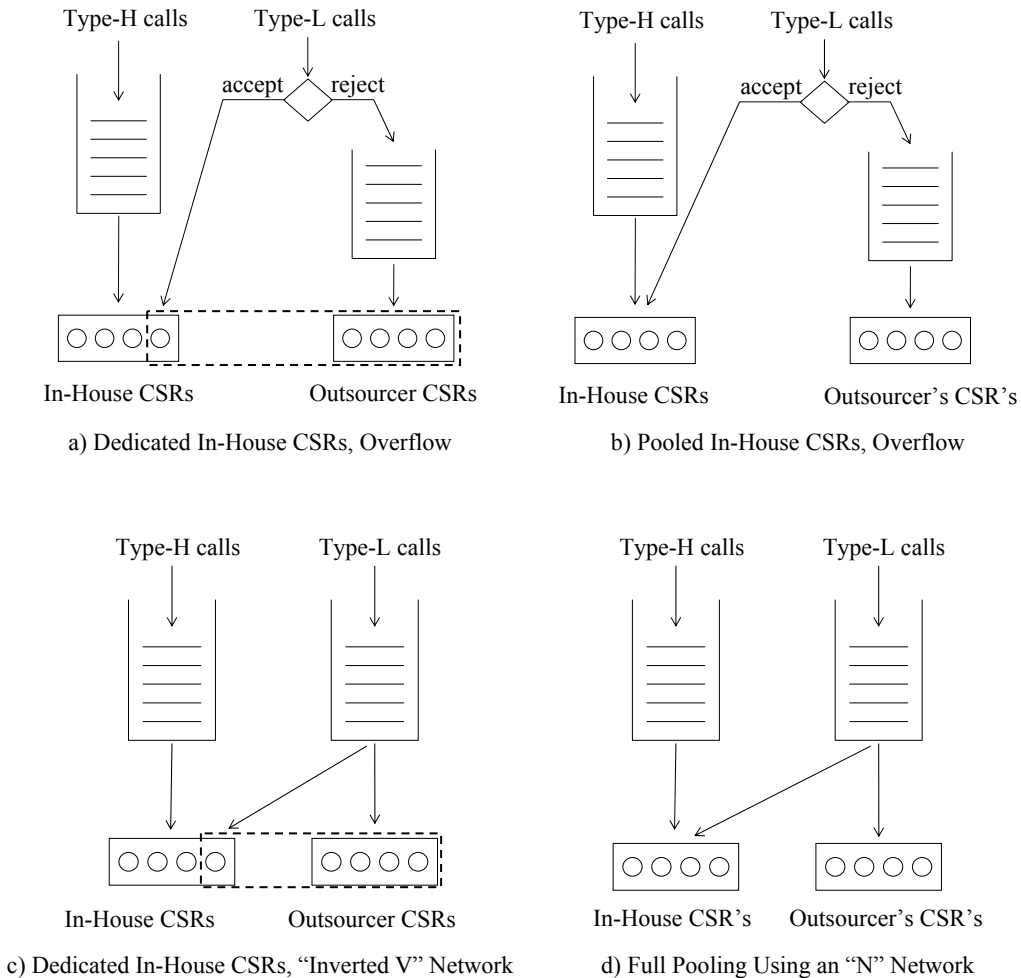 Type-H calls
Type-L calls
accept
reject
In-House CSRs
Outsourcer CSRs
a) Dedicated In-House CSRs, Overflow
Type-H calls
Type-L calls
accept
reject
In-House CSRs
Outsourcer's CSR's
b) Pooled In-House CSRs, Overflow
Type-H calls
Type-L calls
In-House CSRs
Outsourcer CSRs
c) Dedicated In-House CSRs, “Inverted V” Network
Type-H calls
Type-L calls
In-House CSR's
Outsourcer's CSR's
d) Full Pooling Using an “N” Network